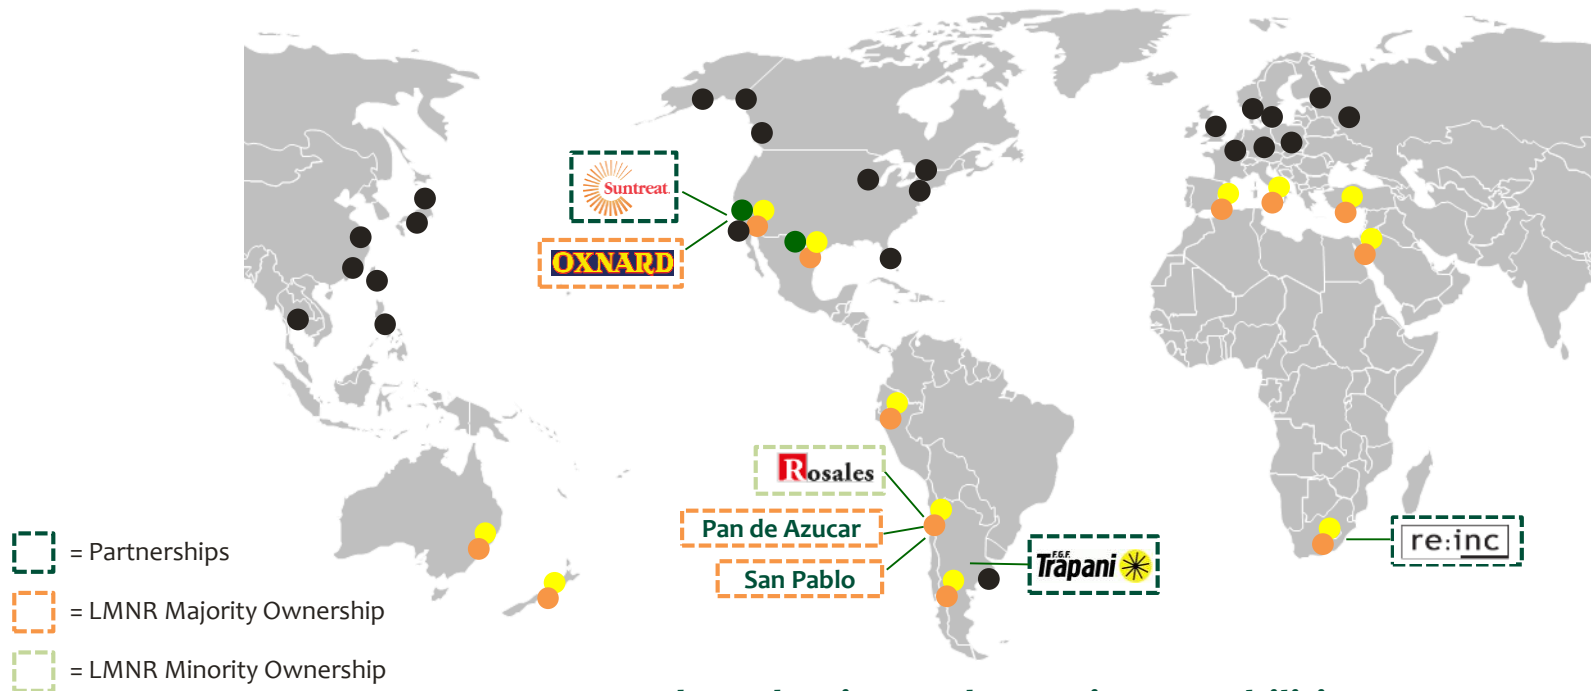 Suntreat
OXNARD
Rosales
Pan de Azucar
San Pablo
F.G.F.
Trapani
re:inc
= Partnerships
= LMNR Majority Ownership
= LMNR Minority Ownership